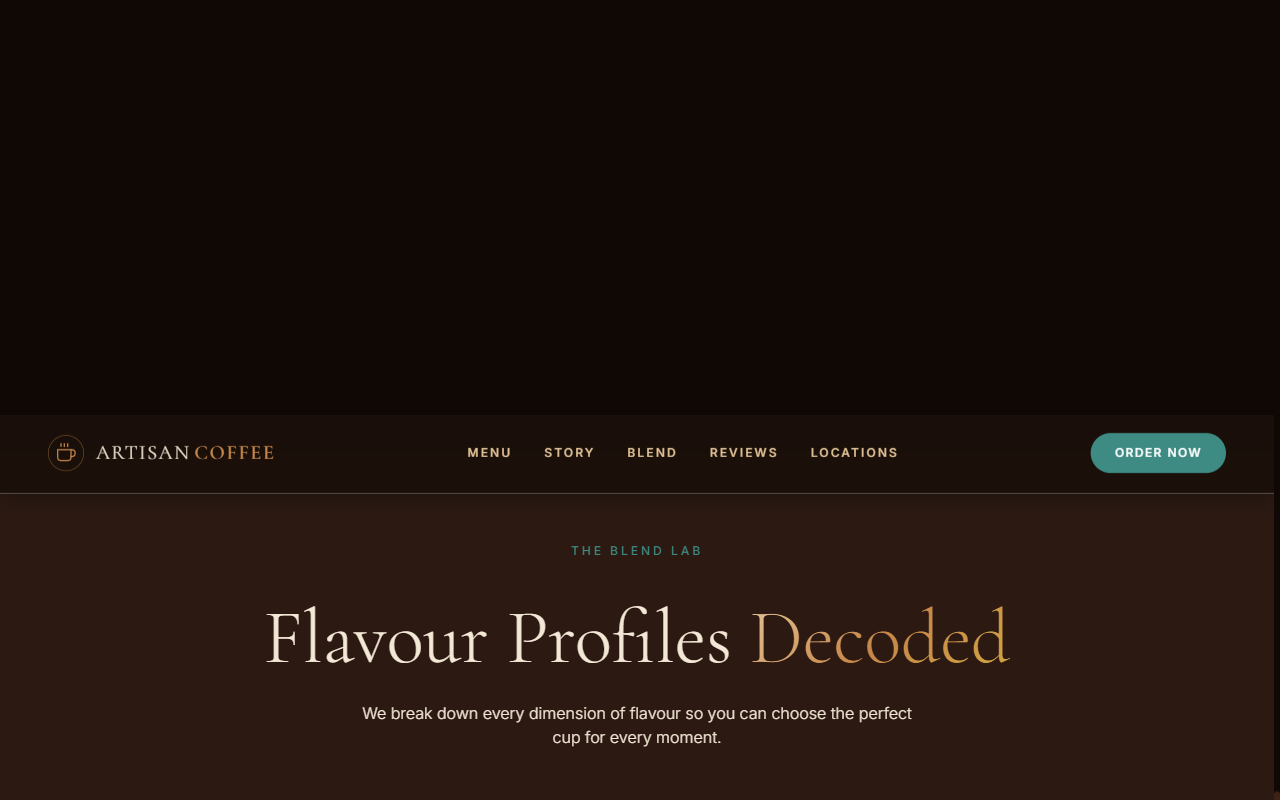 ARTISAN COFFEE
MENU STORY BLEND REVIEWS LOCATIONS
ORDER NOW
THE BLEND LAB
Flavour Profiles Decoded
We break down every dimension of flavour so you can choose the perfect
cup for every moment.